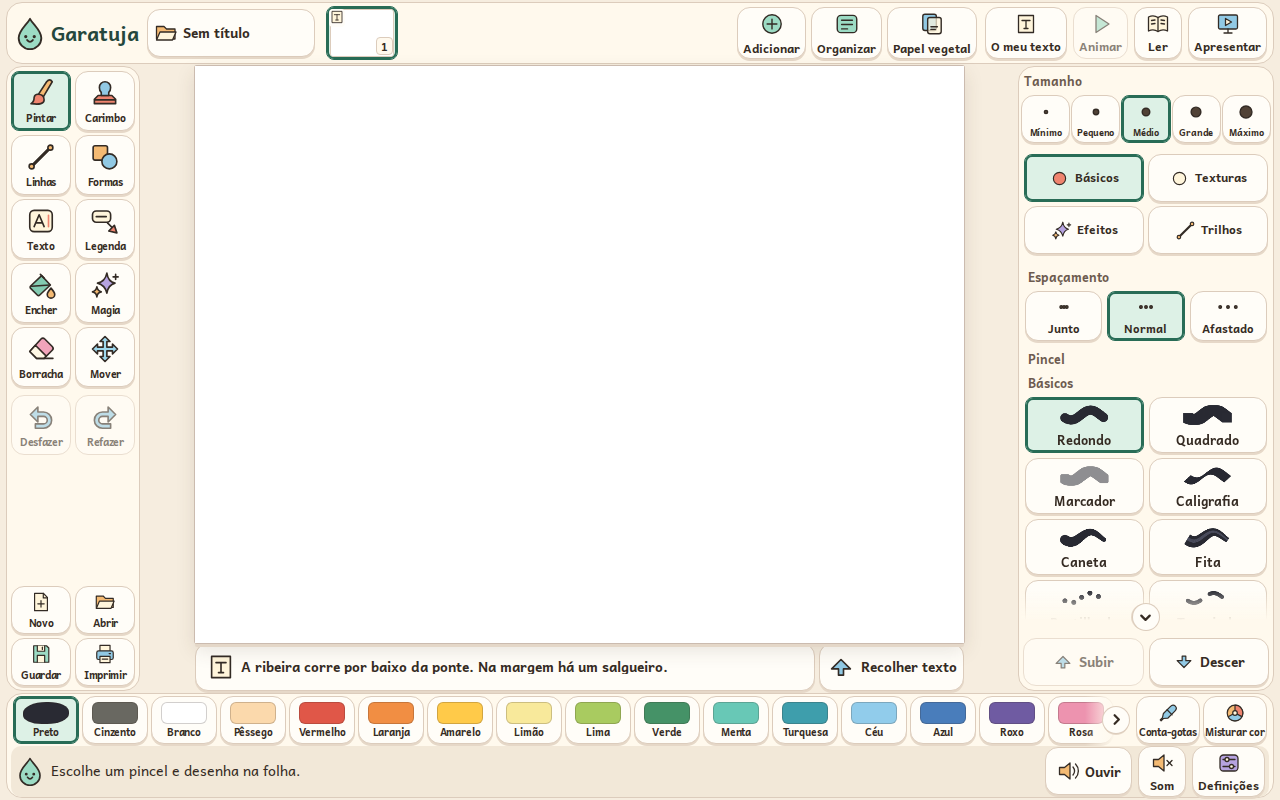 Garatuja
Sem título
1
Adicionar
Organizar
Papel vegetal
O meu texto
Animar
Ler
Apresentar
Pintar
Carimbo
Linhas
Formas
Texto
Legenda
Encher
Magia
Borracha
Mover
Desfazer
Refazer
Novo
Abrir
Guardar
Imprimir
Tamanho
Mínimo
Pequeno
Médio
Grande
Máximo
Básicos
Texturas
Efeitos
Trilhos
Espaçamento
Junto
Normal
Afastado
Pincel
Básicos
Redondo
Quadrado
Marcador
Caligrafia
Caneta
Fita
Subir
Descer
A ribeira corre por baixo da ponte. Na margem há um salgueiro.
Recolher texto
Preto
Cinzento
Branco
Pêssego
Vermelho
Laranja
Amarelo
Limão
Lima
Verde
Menta
Turquesa
Céu
Azul
Roxo
Rosa
Conta-gotas
Misturar cor
Escolhe um pincel e desenha na folha.
Ouvir
Som
Definições